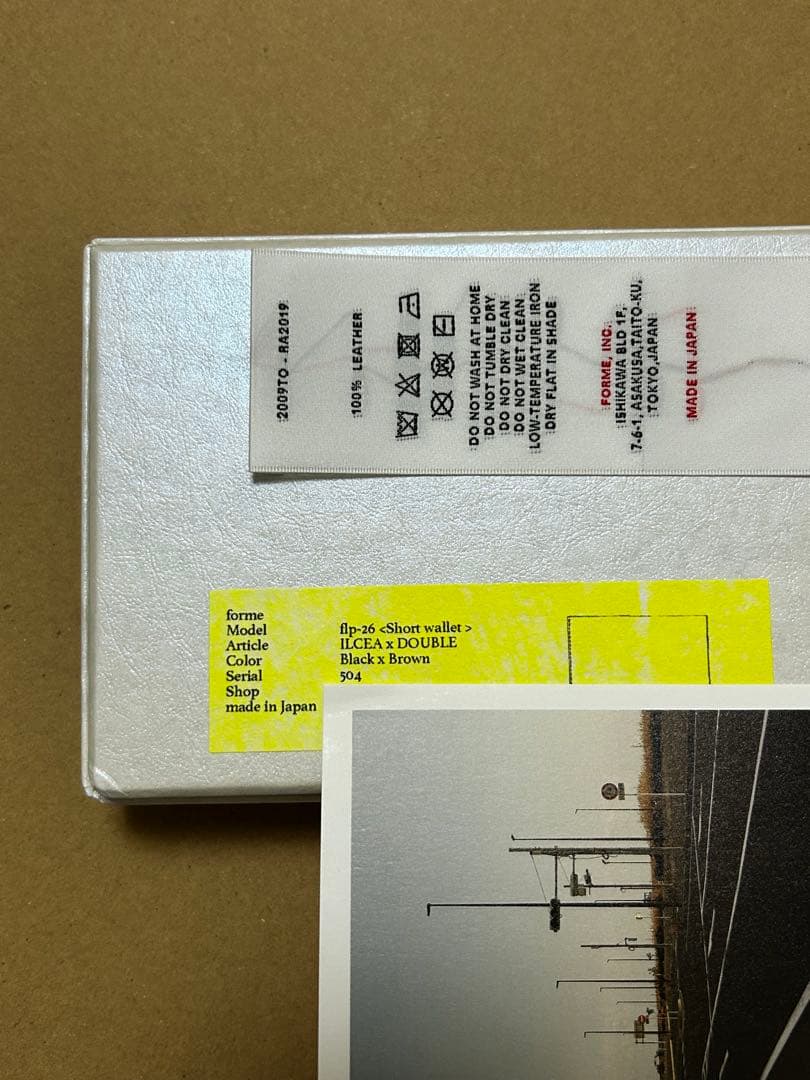 2009TO - RA2019
100% LEATHER
DO NOT WASH AT HOME
DO NOT TUMBLE DRY
DO NOT DRY CLEAN
DO NOT WET CLEAN
LOW-TEMPERATURE IRON
DRY FLAT IN SHADE
FORME, INC.
ISHIKAWA BLD 1F,
7-6-1, ASAKUSA,TAITO-KU,
TOKYO,JAPAN
MADE IN JAPAN
forme
Model flp-26 <Short wallet >
Article ILCEA x DOUBLE
Color Black x Brown
Serial 504
Shop
made in Japan